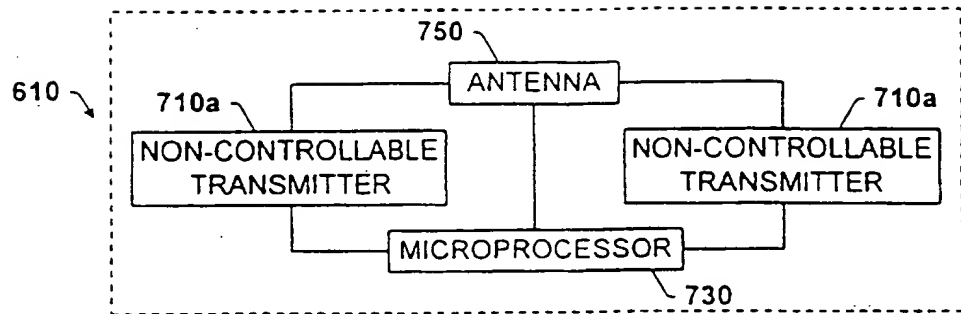 750
ANTENNA
610
710a
710a
NON-CONTROLLABLE
TRANSMITTER
NON-CONTROLLABLE
TRANSMITTER
MICROPROCESSOR
730